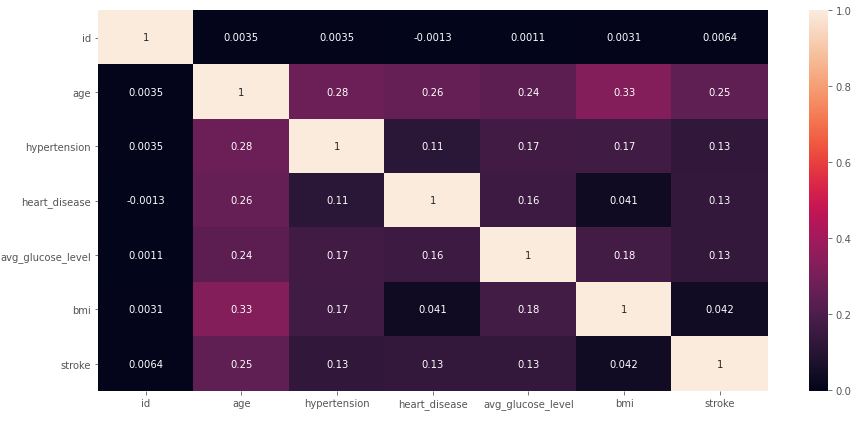 id 1 0.0035 0.0035 -0.0013 0.0011 0.0031 0.0064
age 0.0035 1 0.28 0.26 0.24 0.33 0.25
hypertension 0.0035 0.28 1 0.11 0.17 0.17 0.13
heart_disease -0.0013 0.26 0.11 1 0.16 0.041 0.13
avg_glucose_level 0.0011 0.24 0.17 0.16 1 0.18 0.13
bmi 0.0031 0.33 0.17 0.041 0.18 1 0.042
stroke 0.0064 0.25 0.13 0.13 0.13 0.042 1
id age hypertension heart_disease avg_glucose_level bmi stroke
1.0
0.8
0.6
0.4
0.2
0.0